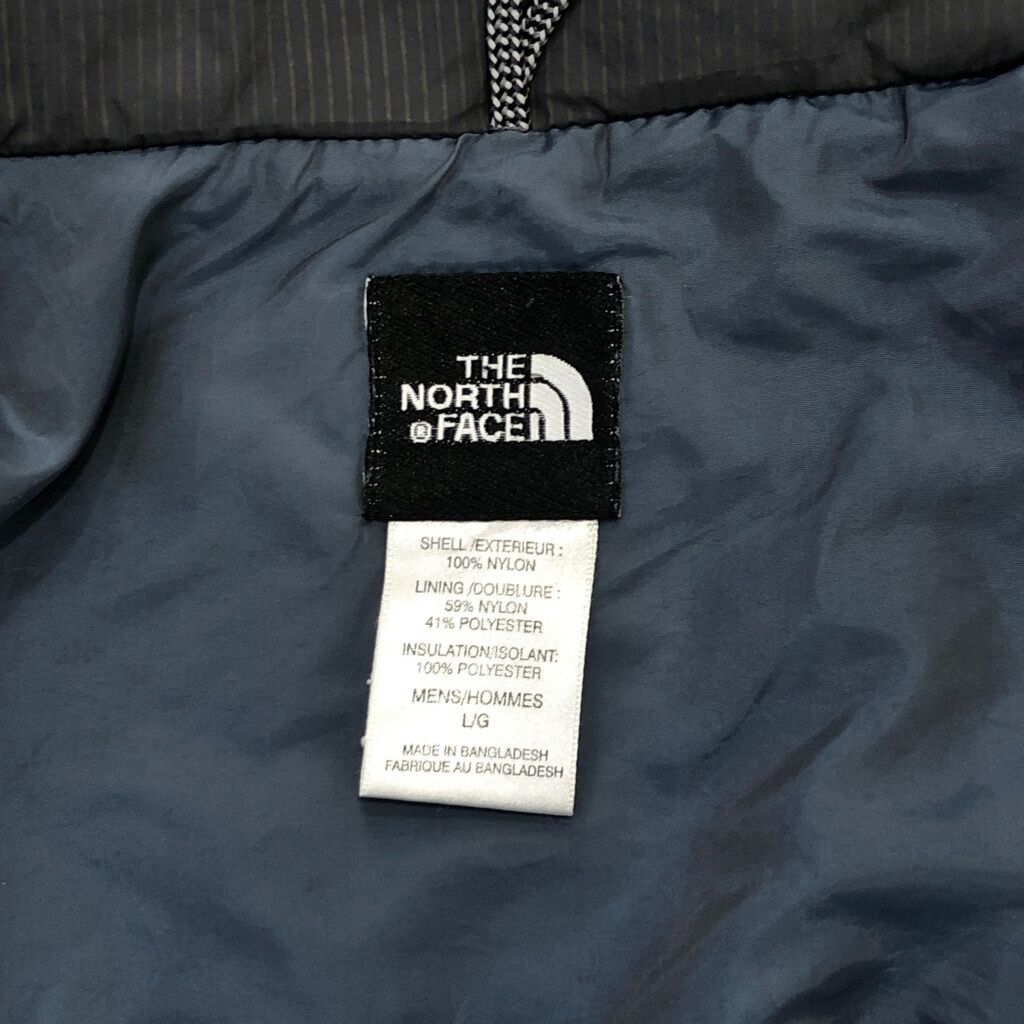 THE
NORTH
® FACE
SHELL /EXTERIEUR :
100% NYLON
LINING /DOUBLURE :
59% NYLON
41% POLYESTER
INSULATION/ISOLANT:
100% POLYESTER
MENS/HOMMES
L/G
MADE IN BANGLADESH
FABRIQUE AU BANGLADESH